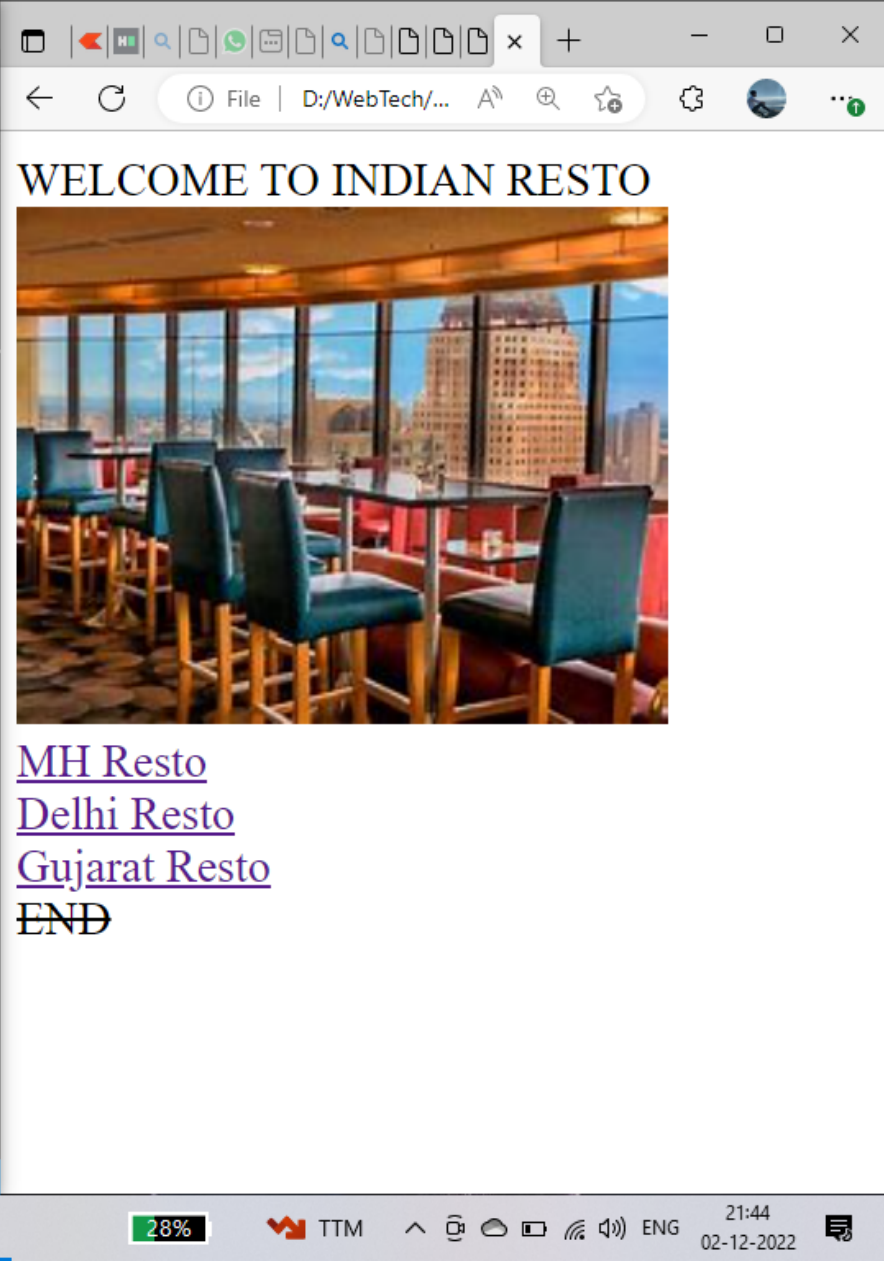 File
D:/WebTech/...
WELCOME TO INDIAN RESTO
MH Resto
Delhi Resto
Gujarat Resto
END
28%
TTM
ENG
21:44
02-12-2022